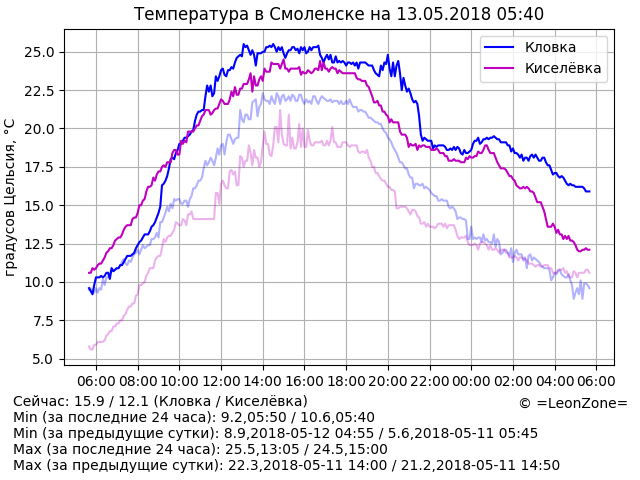 Температура в Смоленске на 13.05.2018 05:40
градусов Цельсия, °C
25.0
22.5
20.0
17.5
15.0
12.5
10.0
7.5
5.0
Кловка
Киселёвка
06:00 08:00 10:00 12:00 14:00 16:00 18:00 20:00 22:00 00:00 02:00 04:00 06:00
Сейчас: 15.9 / 12.1 (Кловка / Киселёвка)
© =LeonZone=
Min (за последние 24 часа): 9.2,05:50 / 10.6,05:40
Min (за предыдущие сутки): 8.9,2018-05-12 04:55 / 5.6,2018-05-11 05:45
Max (за последние 24 часа): 25.5,13:05 / 24.5,15:00
Max (за предыдущие сутки): 22.3,2018-05-11 14:00 / 21.2,2018-05-11 14:50